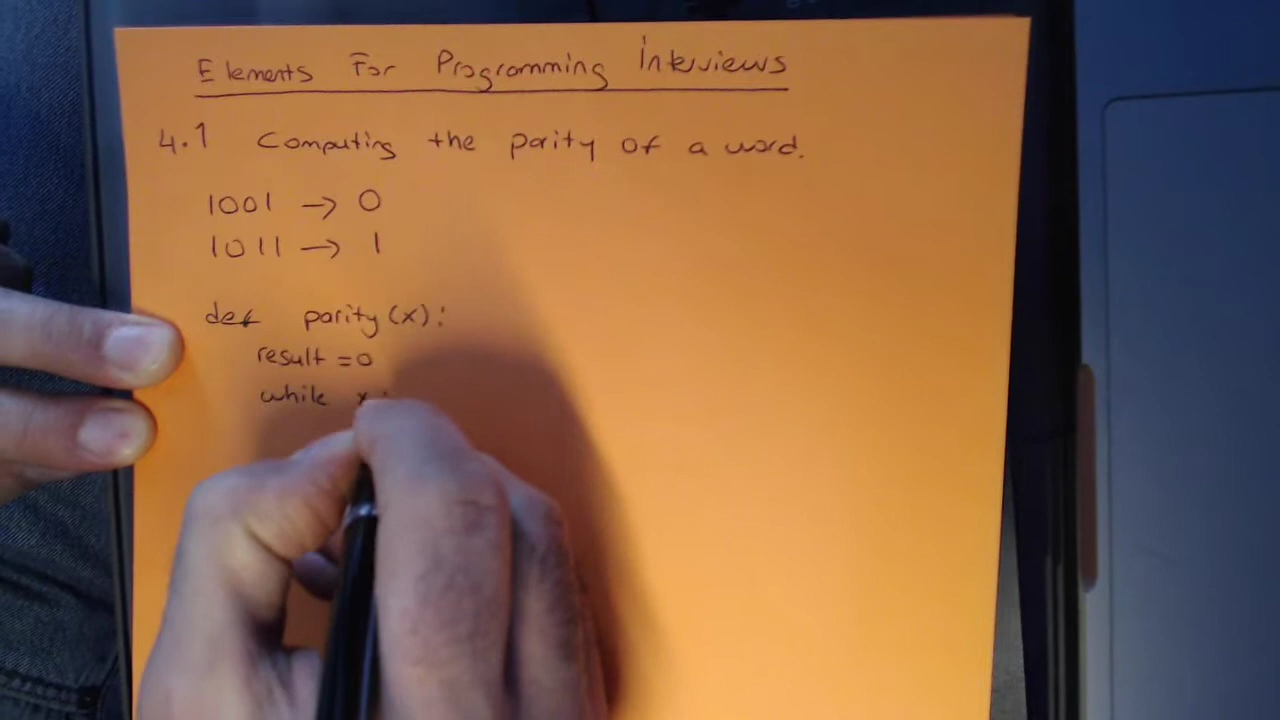 Elements For Programming Interviews
4.1 Computing the parity of a word.
1001 → 0
1011 → 1
def parity(x):
result = 0
while x: